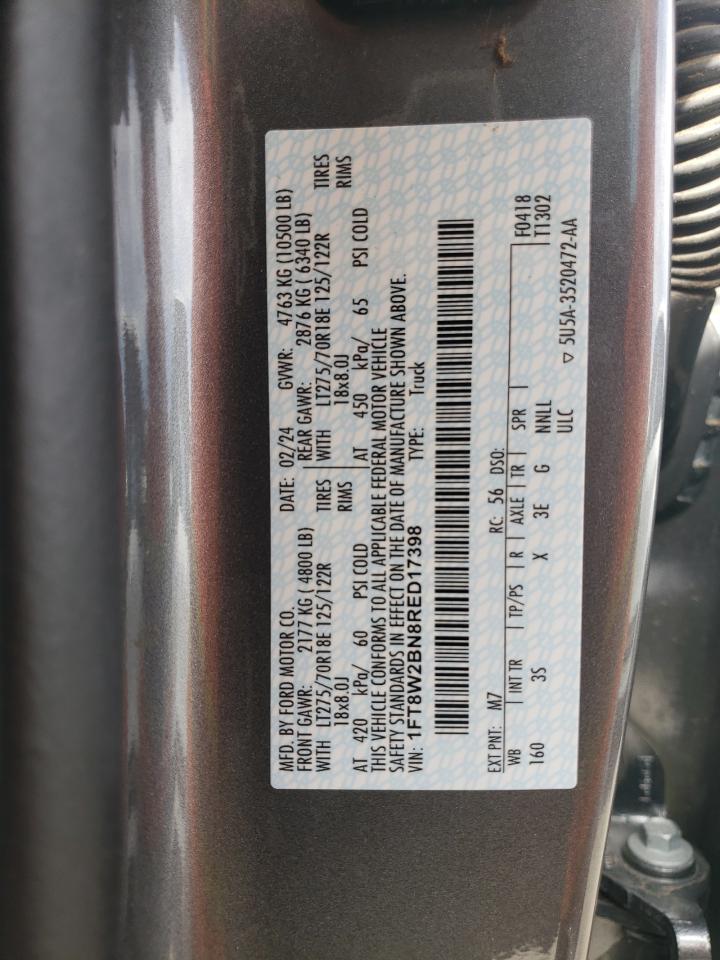 MFD. BY FORD MOTOR CO.
DATE: 02/24 GVWR: 4763 KG (10500 LB)
FRONT GAWR: 2177 KG ( 4800 LB) REAR GAWR: 2876 KG ( 6340 LB)
WITH LT275/70R18E 125/122R TIRES WITH LT275/70R18E 125/122R TIRES
18x8.0J RIMS 18x8.0J RIMS
AT 420 kPa/ 60 PSI COLD AT 450 kPa/ 65 PSI COLD
THIS VEHICLE CONFORMS TO ALL APPLICABLE FEDERAL MOTOR VEHICLE
SAFETY STANDARDS IN EFFECT ON THE DATE OF MANUFACTURE SHOWN ABOVE.
VIN: 1FT8W2BN8RED17398 TYPE: Truck
EXT PNT: M7 RC: 56 DSO: F0418
WB INT TR TP/PS R AXLE TR SPR T1302
160 3S X 3E G NNLL
ULC ▽ 5U5A-3520472-AA